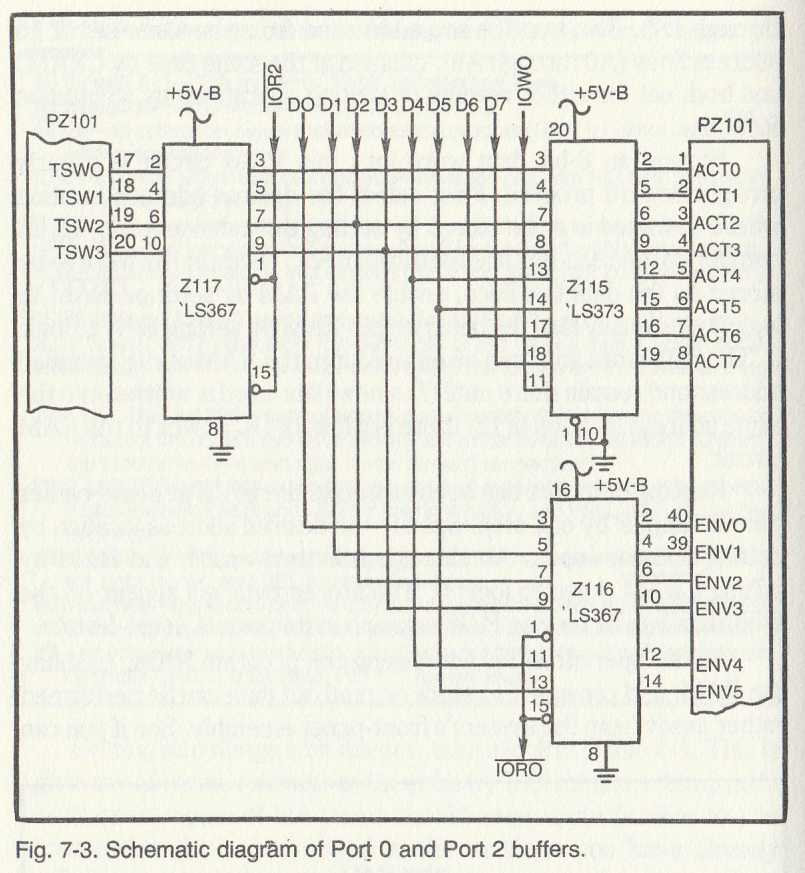 +5V-B
IOR2
D0 D1 D2 D3 D4 D5 D6 D7
IOWO
+5V-B
20
PZ101
PZ101
TSWO 17 2 3
TSW1 18 4 5
TSW2 19 6 7
TSW3 20 10 9
1
Z117
LS367
15
8
3 2 1 ACT0
4 5 2 ACT1
7 6 3 ACT2
8 9 4 ACT3
13 12 5 ACT4
14 15 6 ACT5
17 16 7 ACT6
18 19 8 ACT7
11
Z115
LS373
1 10
16 +5V-B
3 2 40 ENVO
5 4 39 ENV1
7 6 ENV2
9 10 ENV3
Z116
LS367
1
11 12 ENV4
13 14 ENV5
15
IORO
8
Fig. 7-3. Schematic diagram of Port 0 and Port 2 buffers.